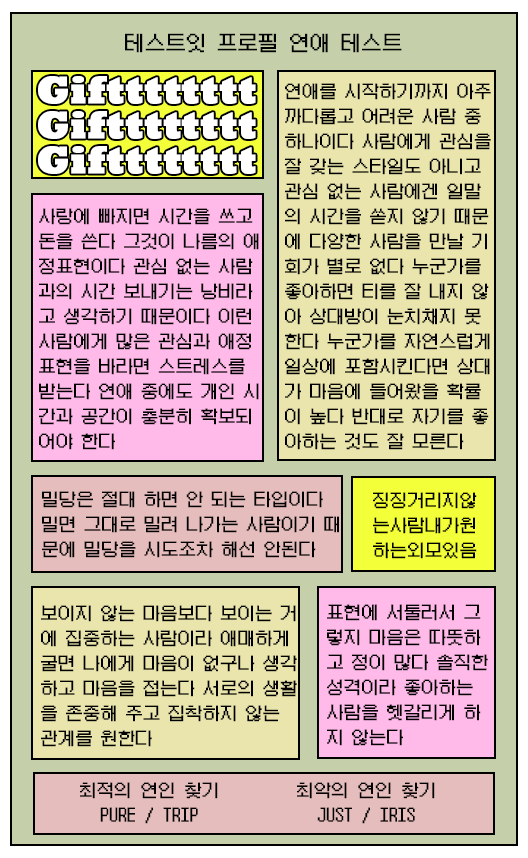 테스트잇 프로필 연애 테스트
Gifttttttttt
Gifttttttttt
Gifttttttttt
사랑에 빠지면 시간을 쓰고
돈을 쓴다 그것이 나름의 애
정표현이다 관심 없는 사람
과의 시간 보내기는 낭비라
고 생각하기 때문이다 이런
사람에게 많은 관심과 애정
표현을 바라면 스트레스를
받는다 연애 중에도 개인 시
간과 공간이 충분히 확보되
어야 한다
연애를 시작하기까지 아주
까다롭고 어려운 사람 중
하나이다 사람에게 관심을
잘 갖는 스타일도 아니고
관심 없는 사람에겐 일말
의 시간을 쏟지 않기 때문
에 다양한 사람을 만날 기
회가 별로 없다 누군가를
좋아하면 티를 잘 내지 않
아 상대방이 눈치채지 못
한다 누군가를 자연스럽게
일상에 포함시킨다면 상대
가 마음에 들어왔을 확률
이 높다 반대로 자기를 좋
아하는 것도 잘 모른다
밀당은 절대 하면 안 되는 타입이다
밀면 그대로 밀려 나가는 사람이기 때
문에 밀당을 시도조차 해선 안된다
징징거리지않
는사람내가원
하는외모있음
보이지 않는 마음보다 보이는 거
에 집중하는 사람이라 애매하게
굴면 나에게 마음이 없구나 생각
하고 마음을 접는다 서로의 생활
을 존중해 주고 집착하지 않는
관계를 원한다
표현에 서툴러서 그
렇지 마음은 따뜻하
고 정이 많다 솔직한
성격이라 좋아하는
사람을 헷갈리게 하
지 않는다
최적의 연인 찾기 최악의 연인 찾기
PURE / TRIP JUST / IRIS